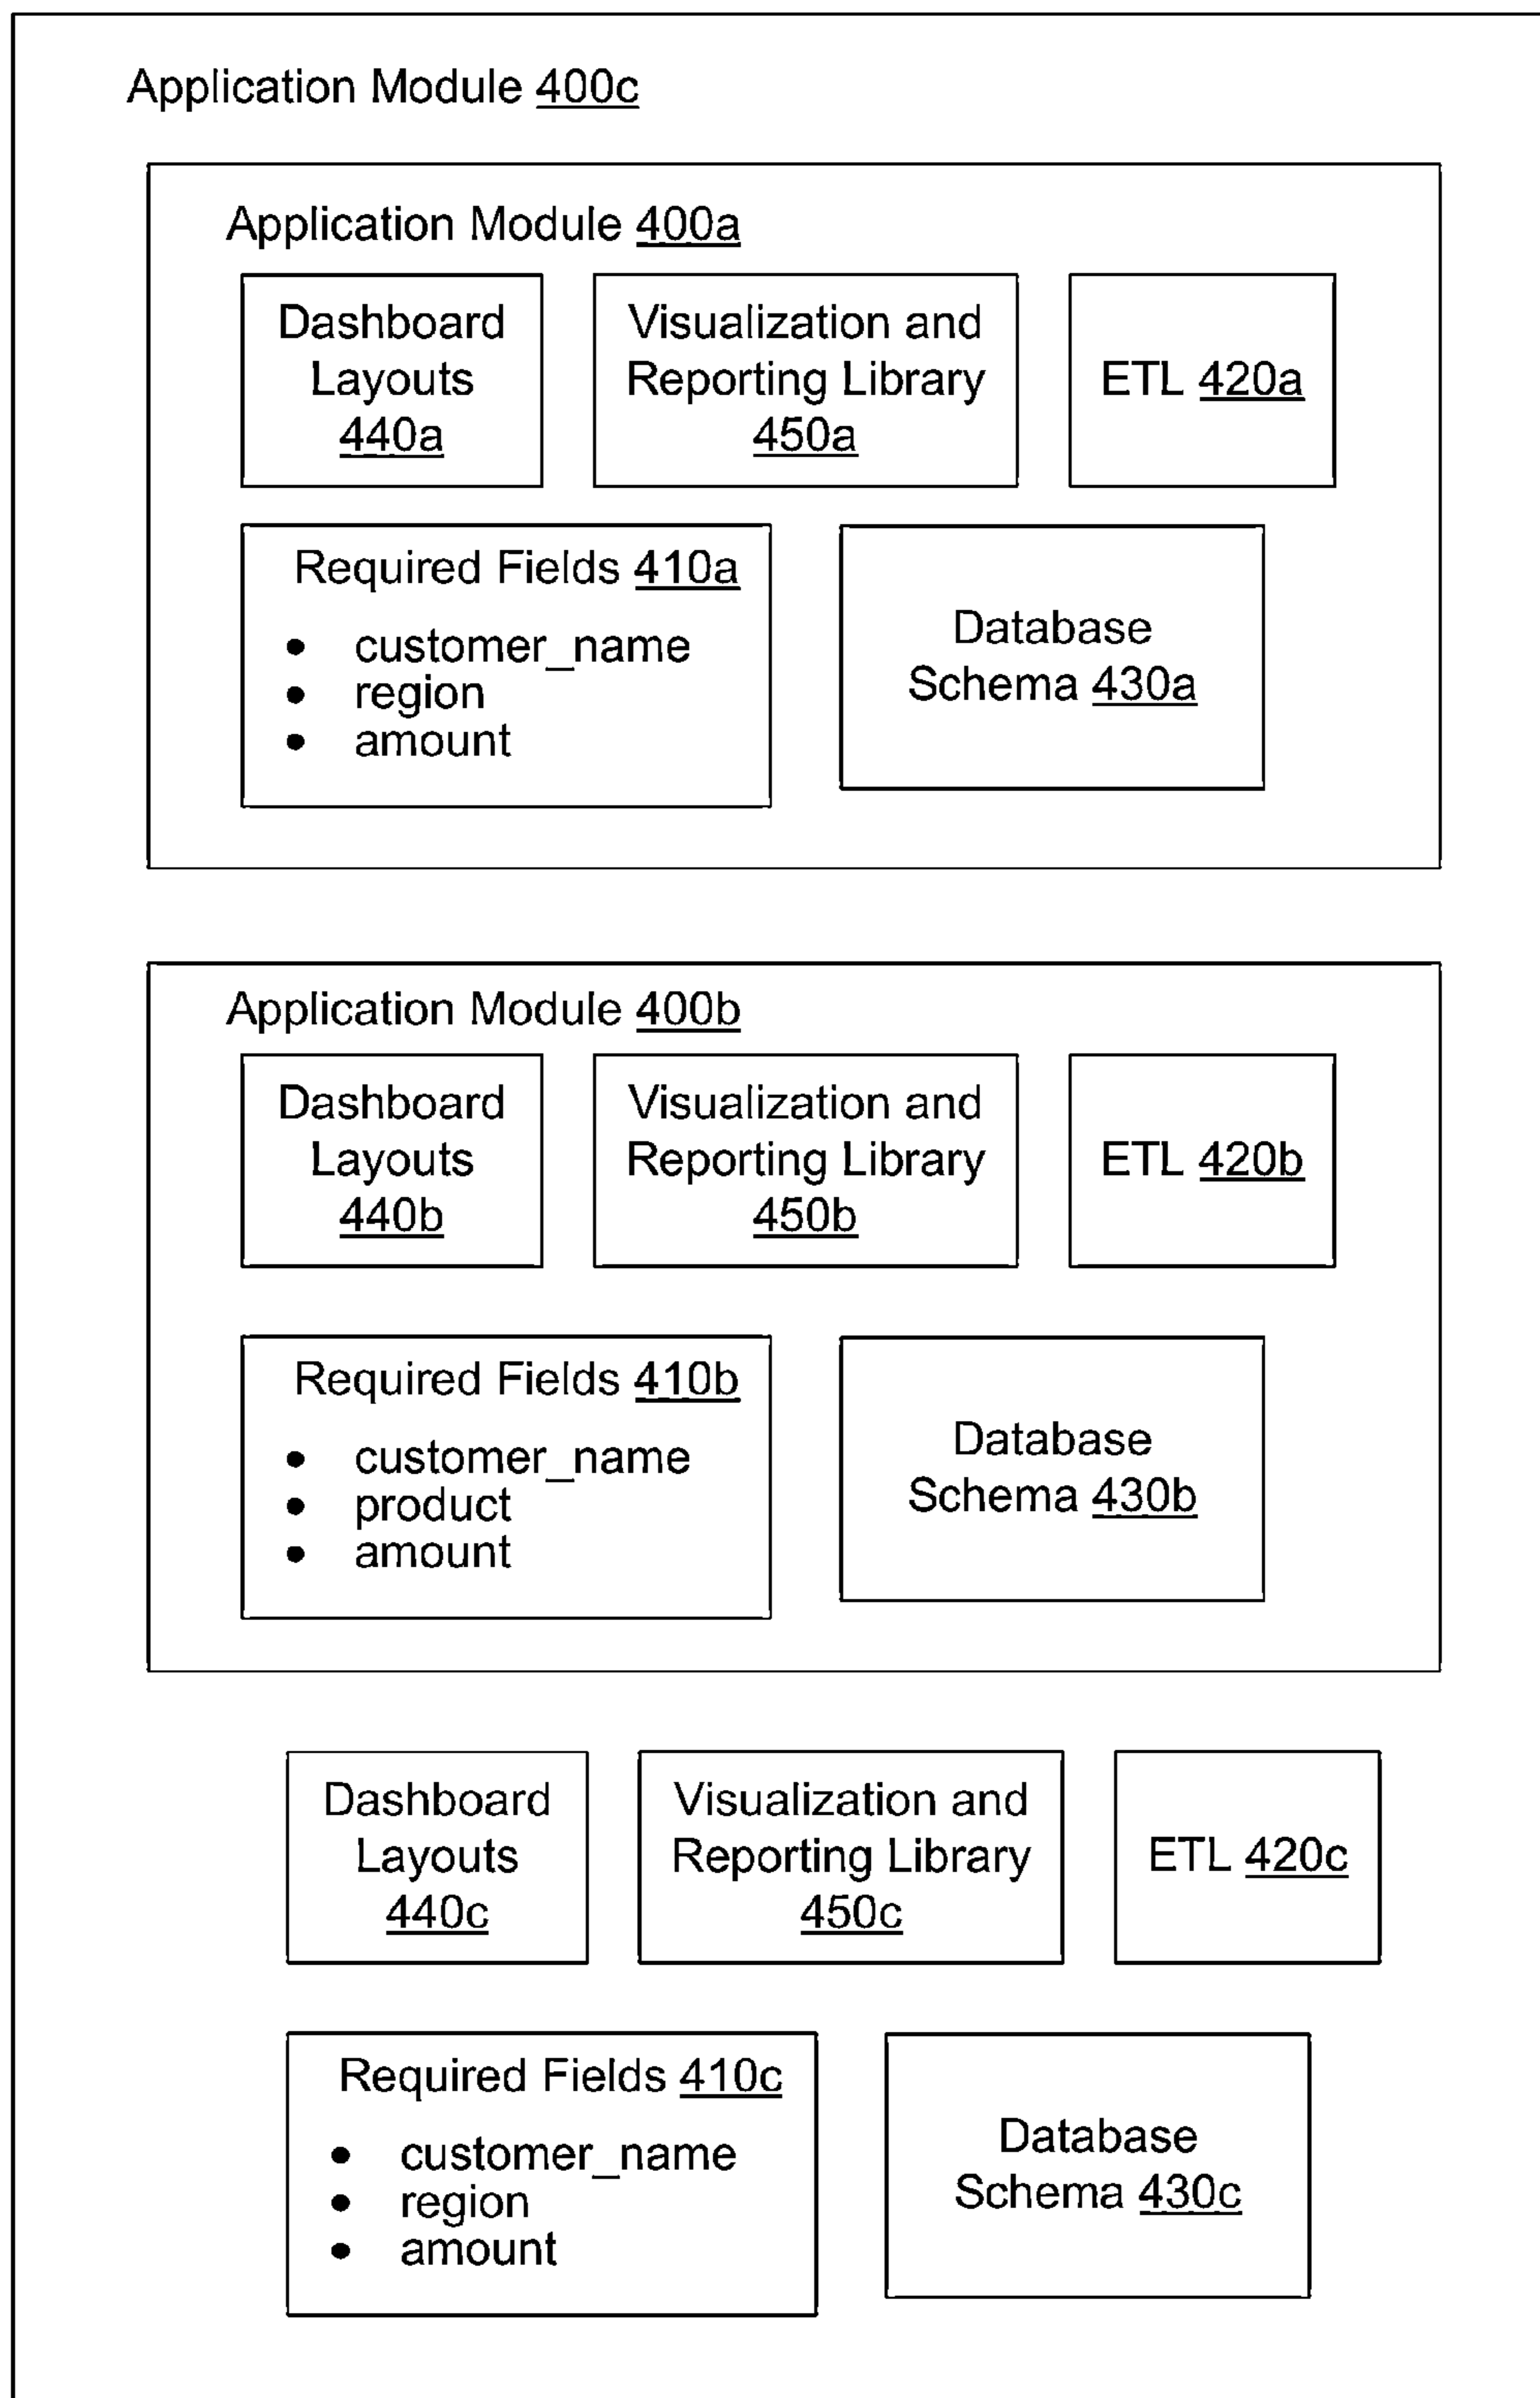 Application Module 400c
Application Module 400a
Dashboard
Layouts
440a
Visualization and
Reporting Library
450a
ETL 420a
Required Fields 410a
• customer_name
• region
• amount
Database
Schema 430a
Application Module 400b
Dashboard
Layouts
440b
Visualization and
Reporting Library
450b
ETL 420b
Required Fields 410b
• customer_name
• product
• amount
Database
Schema 430b
Dashboard
Layouts
440c
Visualization and
Reporting Library
450c
ETL 420c
Required Fields 410c
• customer_name
• region
• amount
Database
Schema 430c